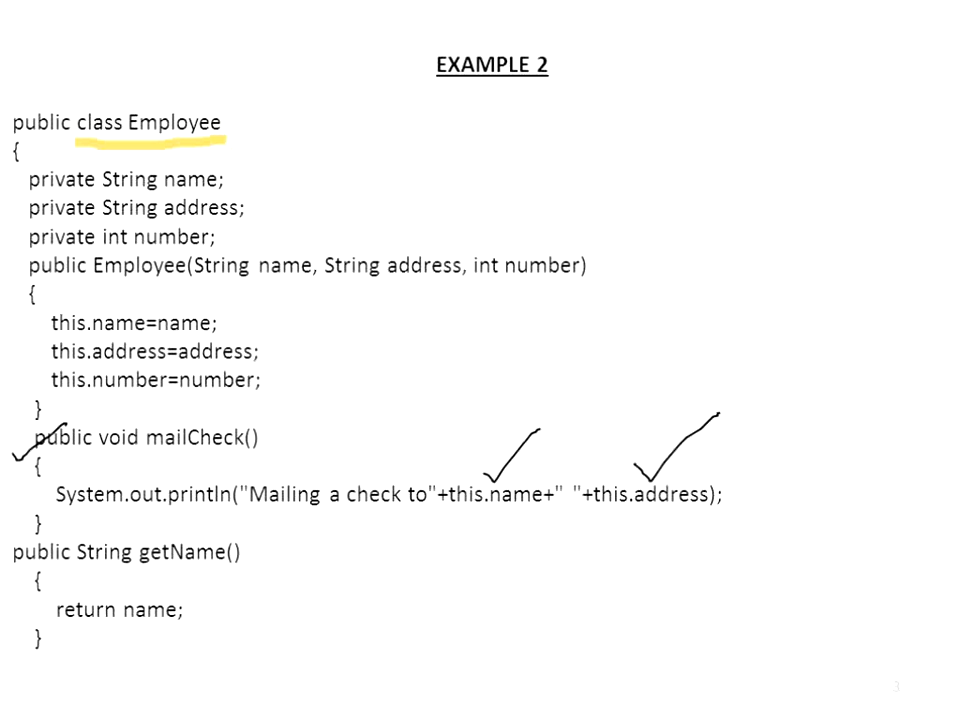 EXAMPLE 2
public class Employee
{
private String name;
private String address;
private int number;
public Employee(String name, String address, int number)
{
this.name=name;
this.address=address;
this.number=number;
}
public void mailCheck()
{
System.out.println("Mailing a check to"+this.name+" "+this.address);
}
public String getName()
{
return name;
}
3